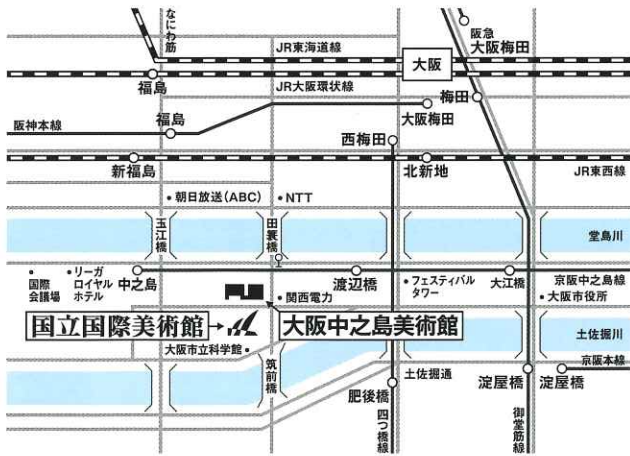 なにわ筋
JR東海道線
阪急
大阪梅田
大阪
福島
JR大阪環状線
梅田
大阪梅田
阪神本線
福島
西梅田
新福島
北新地
JR東西線
・朝日放送(ABC)
・NTT
玉江橋
田蓑橋
堂島川
・国際会議場
・リーガロイヤルホテル
中之島
渡辺橋
・フェスティバルタワー
大江橋
京阪中之島線
・関西電力
・大阪市役所
国立国際美術館→
大阪中之島美術館
大阪市立科学館・
筑前橋
土佐堀川
土佐堀通
京阪本線
肥後橋
淀屋橋
淀屋橋
四つ橋線
御堂筋線